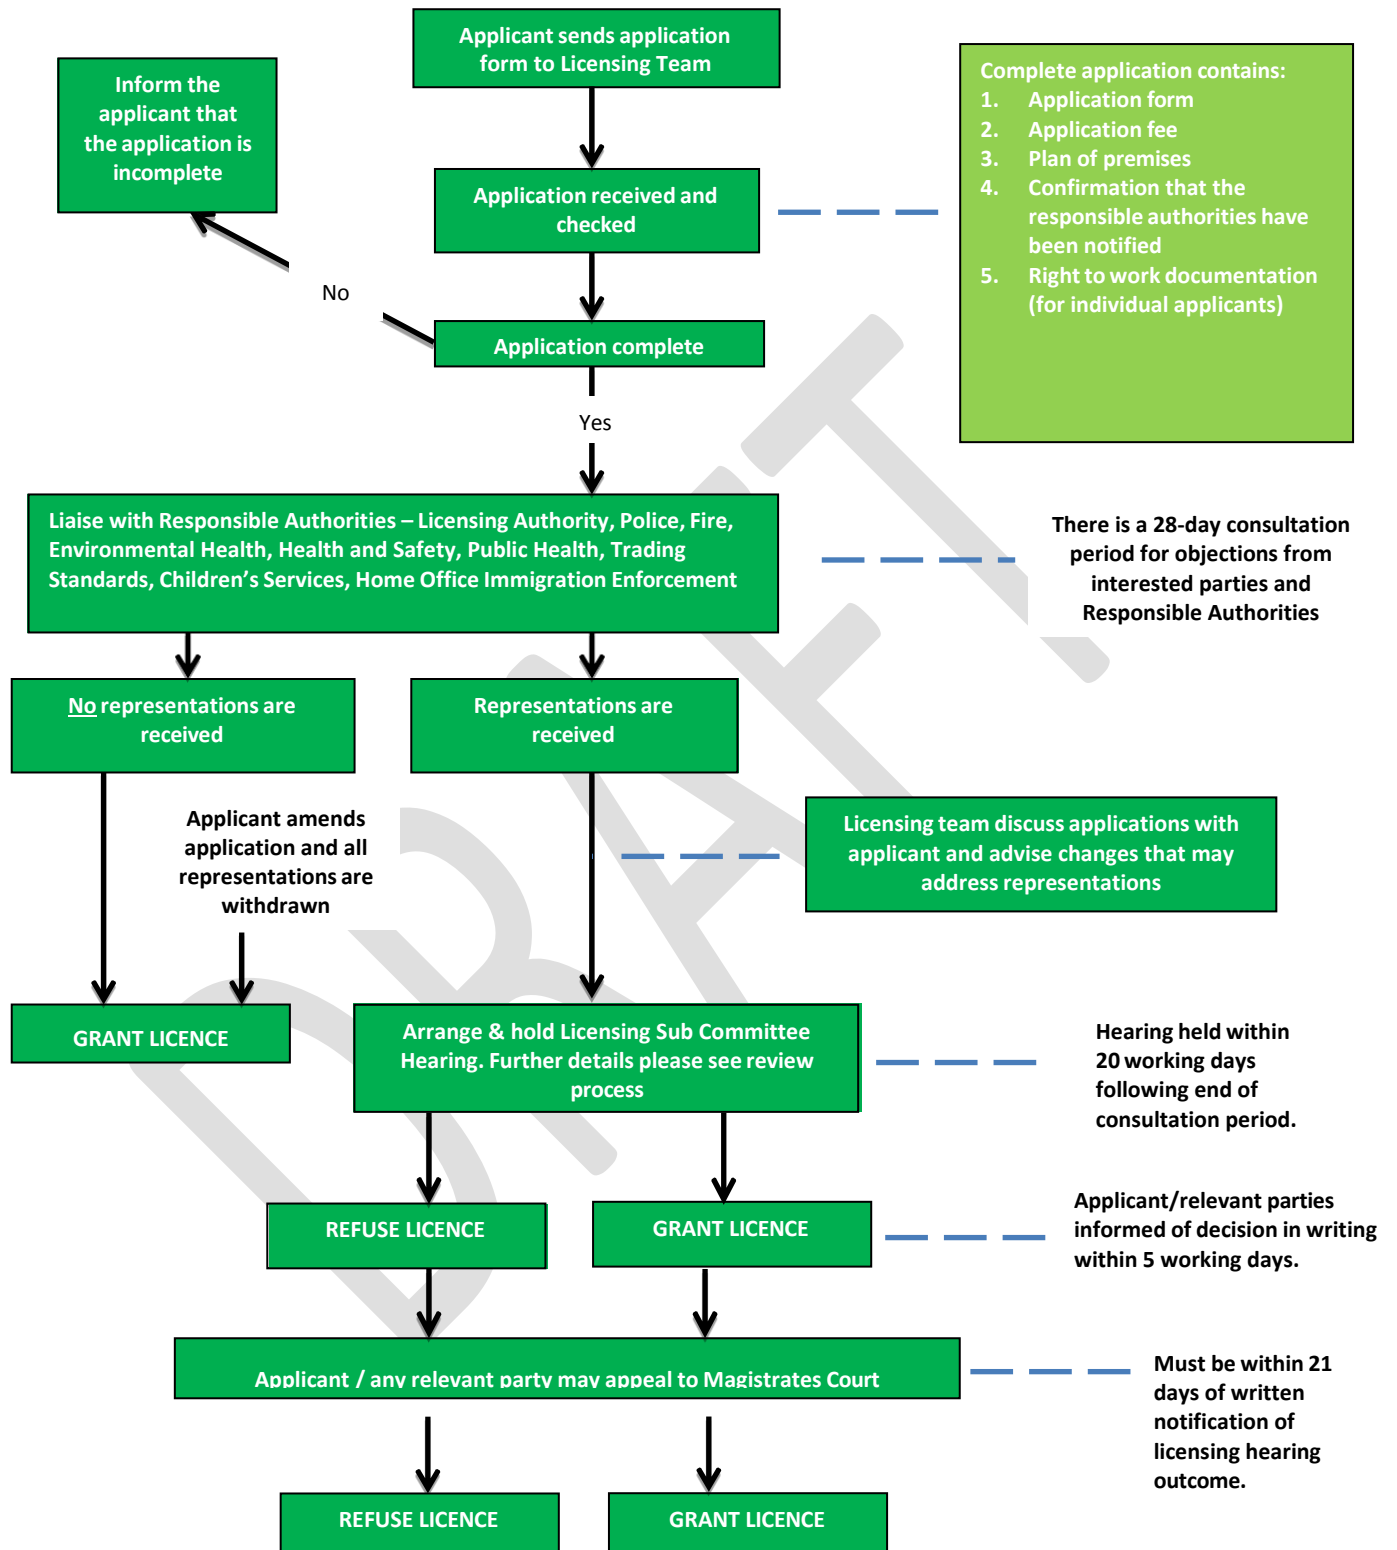 Applicant sends application
form to Licensing Team
Inform the
applicant that
the application is
incomplete
Complete application contains:
1. Application form
2. Application fee
3. Plan of premises
4. Confirmation that the
responsible authorities have
been notified
5. Right to work documentation
(for individual applicants)
Application received and
checked
No
Application complete
Yes
Liaise with Responsible Authorities – Licensing Authority, Police, Fire,
Environmental Health, Health and Safety, Public Health, Trading
Standards, Children’s Services, Home Office Immigration Enforcement
There is a 28-day consultation
period for objections from
interested parties and
Responsible Authorities
No representations are
received
Representations are
received
Applicant amends
application and all
representations are
withdrawn
Licensing team discuss applications with
applicant and advise changes that may
address representations
GRANT LICENCE
Arrange & hold Licensing Sub Committee
Hearing. Further details please see review
process
Hearing held within
20 working days
following end of
consultation period.
REFUSE LICENCE
GRANT LICENCE
Applicant/relevant parties
informed of decision in writing
within 5 working days.
Applicant / any relevant party may appeal to Magistrates Court
Must be within 21
days of written
notification of
licensing hearing
outcome.
REFUSE LICENCE
GRANT LICENCE
DRAFT